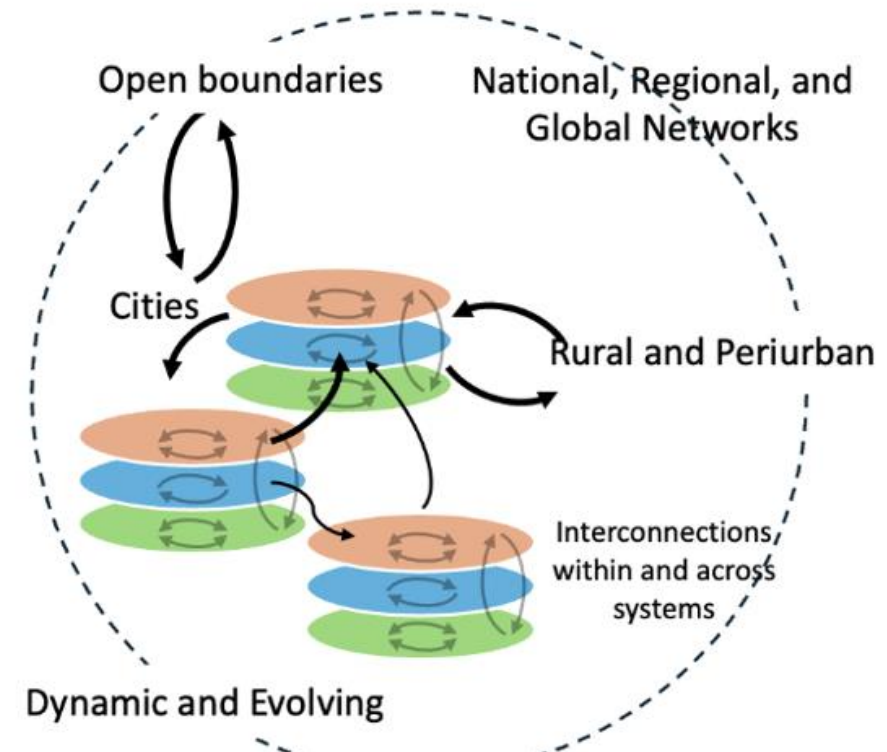 Open boundaries
National, Regional, and
Global Networks
Cities
Rural and Periurban
Interconnections
within and across
systems
Dynamic and Evolving